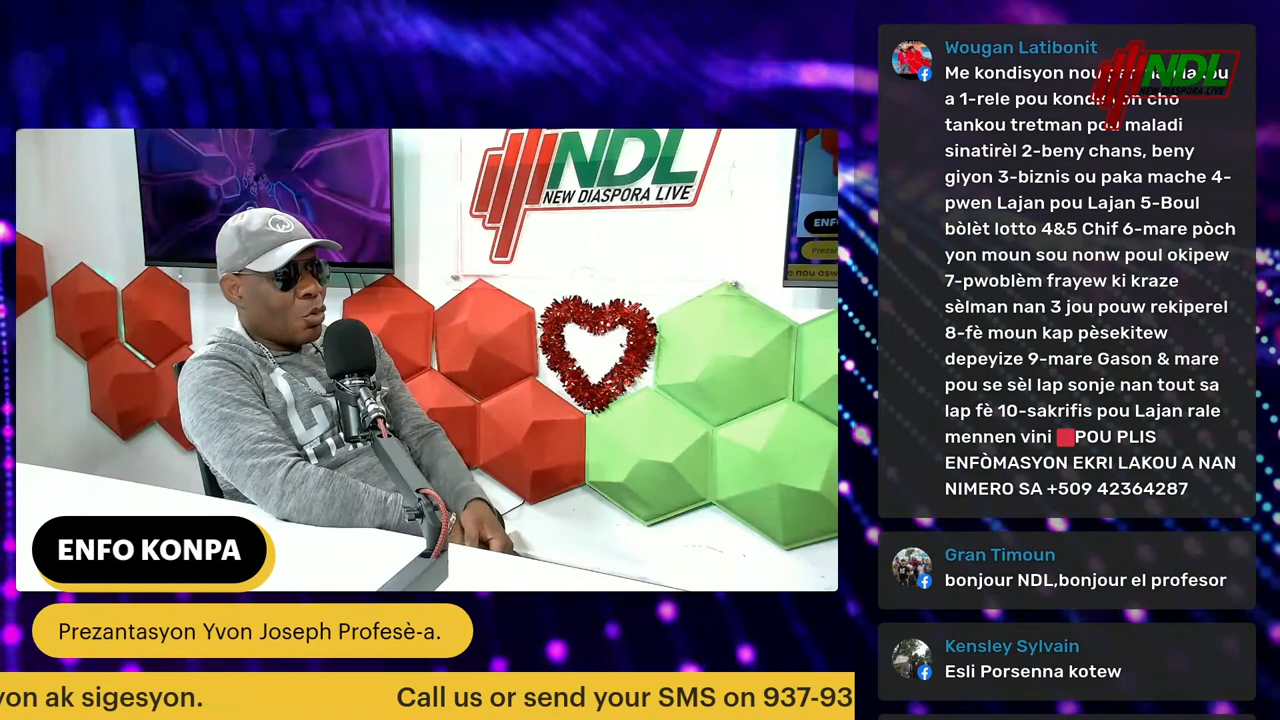 NDL
NEW DIASPORA LIVE
ENFO KONPA
Prezantasyon Yvon Joseph Profesè-a.
yon ak sigesyon.
Call us or send your SMS on 937-93
Wougan Latibonit
Me kondisyon nou
a 1-rele pou kondisyon cho
tankou tretman pou maladi
sinatirèl 2-beny chans, beny
giyon 3-biznis ou paka mache 4-
pwen Lajan pou Lajan 5-Boul
bòlèt lotto 4&5 Chif 6-mare pòch
yon moun sou nonw poul okipew
7-pwoblèm frayew ki kraze
sèlman nan 3 jou pouw rekiperel
8-fè moun kap pèsekitew
depeyize 9-mare Gason & mare
pou se sèl lap sonje nan tout sa
lap fè 10-sakrifis pou Lajan rale
mennen vini 🟥POU PLIS
ENFÒMASYON EKRI LAKOU A NAN
NIMERO SA +509 42364287
NDL
NEW DIASPORA LIVE
Gran Timoun
bonjour NDL,bonjour el profesor
Kensley Sylvain
Esli Porsenna kotew